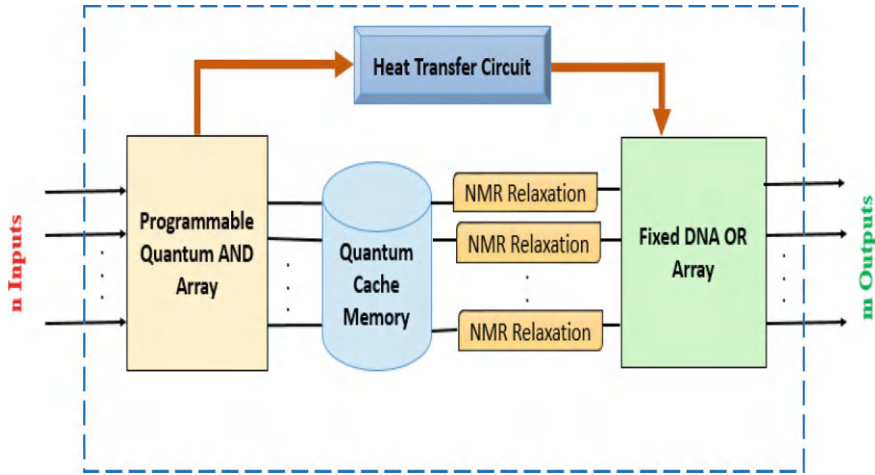 Heat Transfer Circuit
n Inputs
Programmable
Quantum AND
Array
Quantum
Cache
Memory
NMR Relaxation
NMR Relaxation
NMR Relaxation
Fixed DNA OR
Array
m Outputs